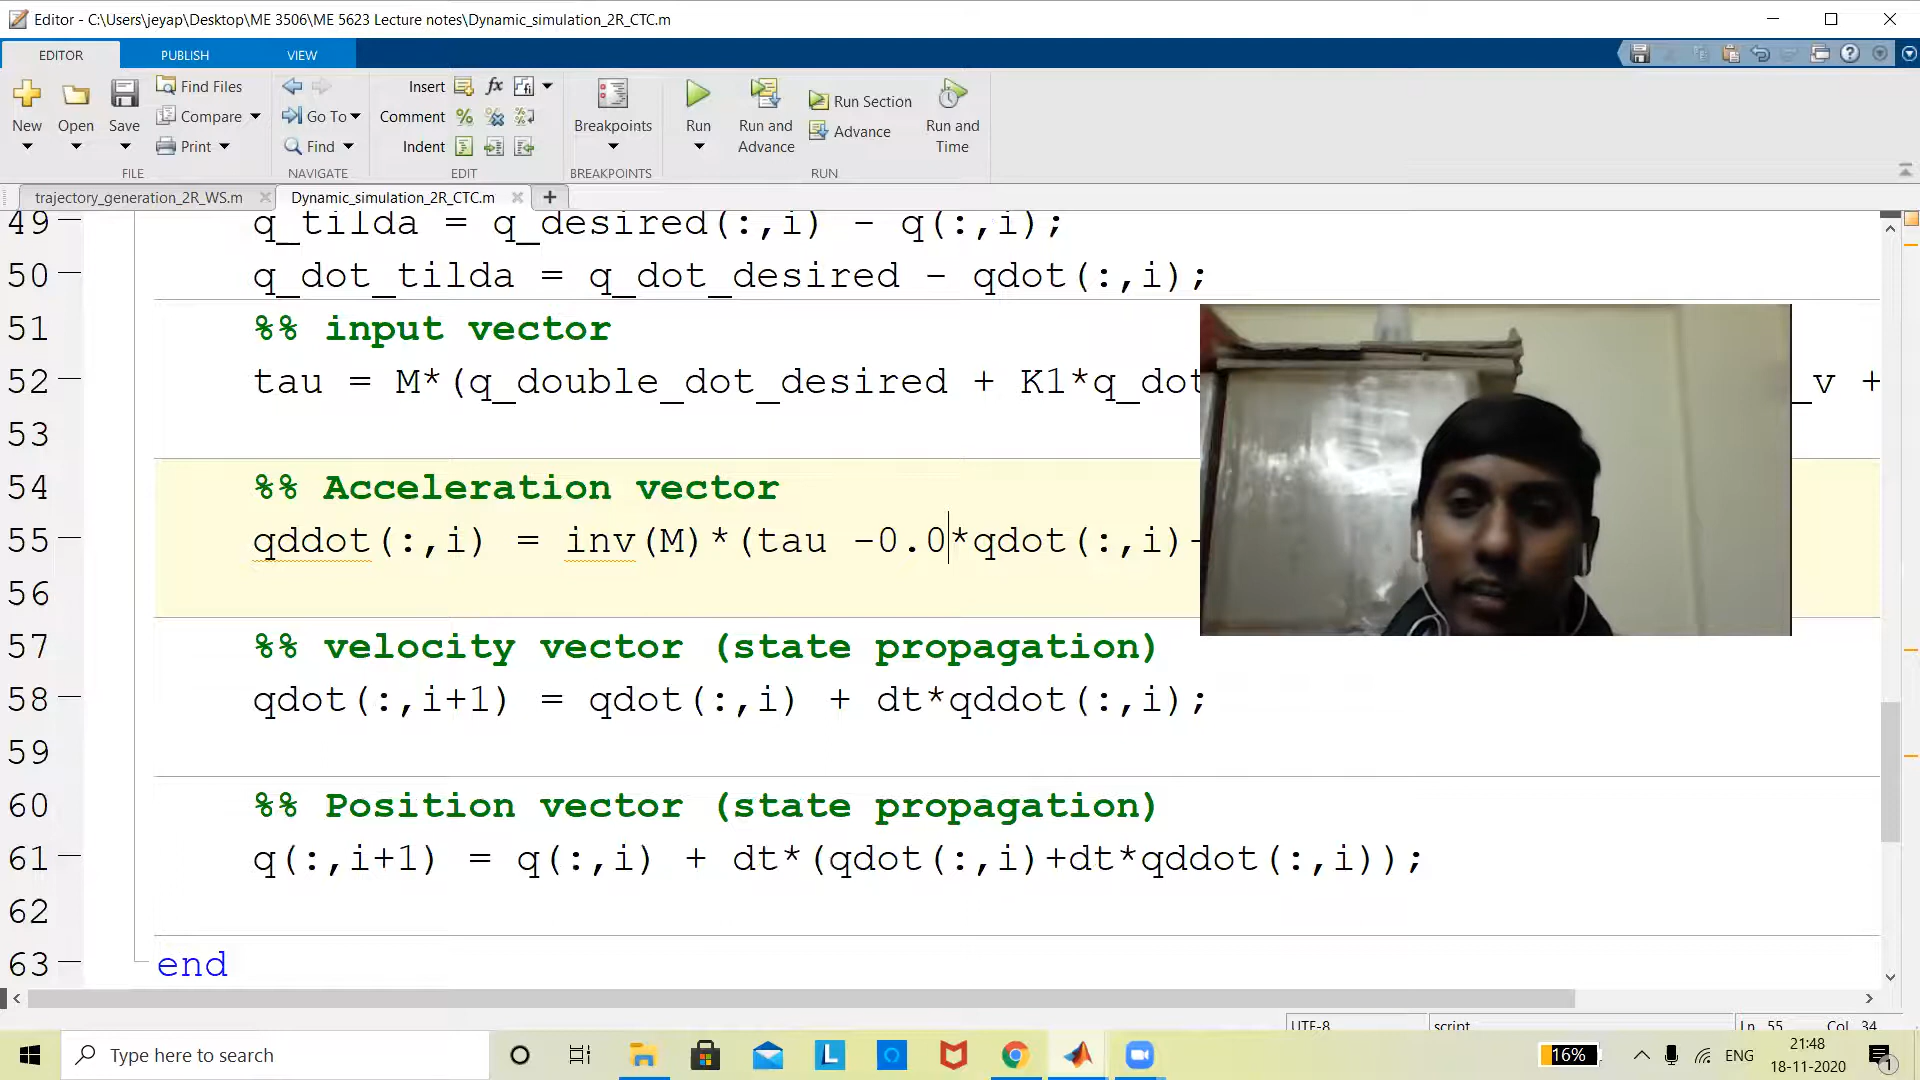 Editor - C:\Users\jeyap\Desktop\ME 3506\ME 5623 Lecture notes\Dynamic_simulation_2R_CTC.m
EDITOR PUBLISH VIEW
New Open Save Find Files Compare Print
Go To Find
Insert Comment Indent
Breakpoints
Run Run and Advance Run Section Advance Run and Time
FILE NAVIGATE EDIT BREAKPOINTS RUN
trajectory_generation_2R_WS.m Dynamic_simulation_2R_CTC.m
49 q_tilda = q_desired(:,i) - q(:,i);
50 q_dot_tilda = q_dot_desired - qdot(:,i);
51 %% input vector
52 tau = M*(q_double_dot_desired + K1*q_dot _v +
53
54 %% Acceleration vector
55 qddot(:,i) = inv(M)*(tau -0.0*qdot(:,i)-
56
57 %% velocity vector (state propagation)
58 qdot(:,i+1) = qdot(:,i) + dt*qddot(:,i);
59
60 %% Position vector (state propagation)
61 q(:,i+1) = q(:,i) + dt*(qdot(:,i)+dt*qddot(:,i));
62
63 end
UTF-8 script Ln 55 Col 34
Type here to search
16% ENG 21:48
18-11-2020
1